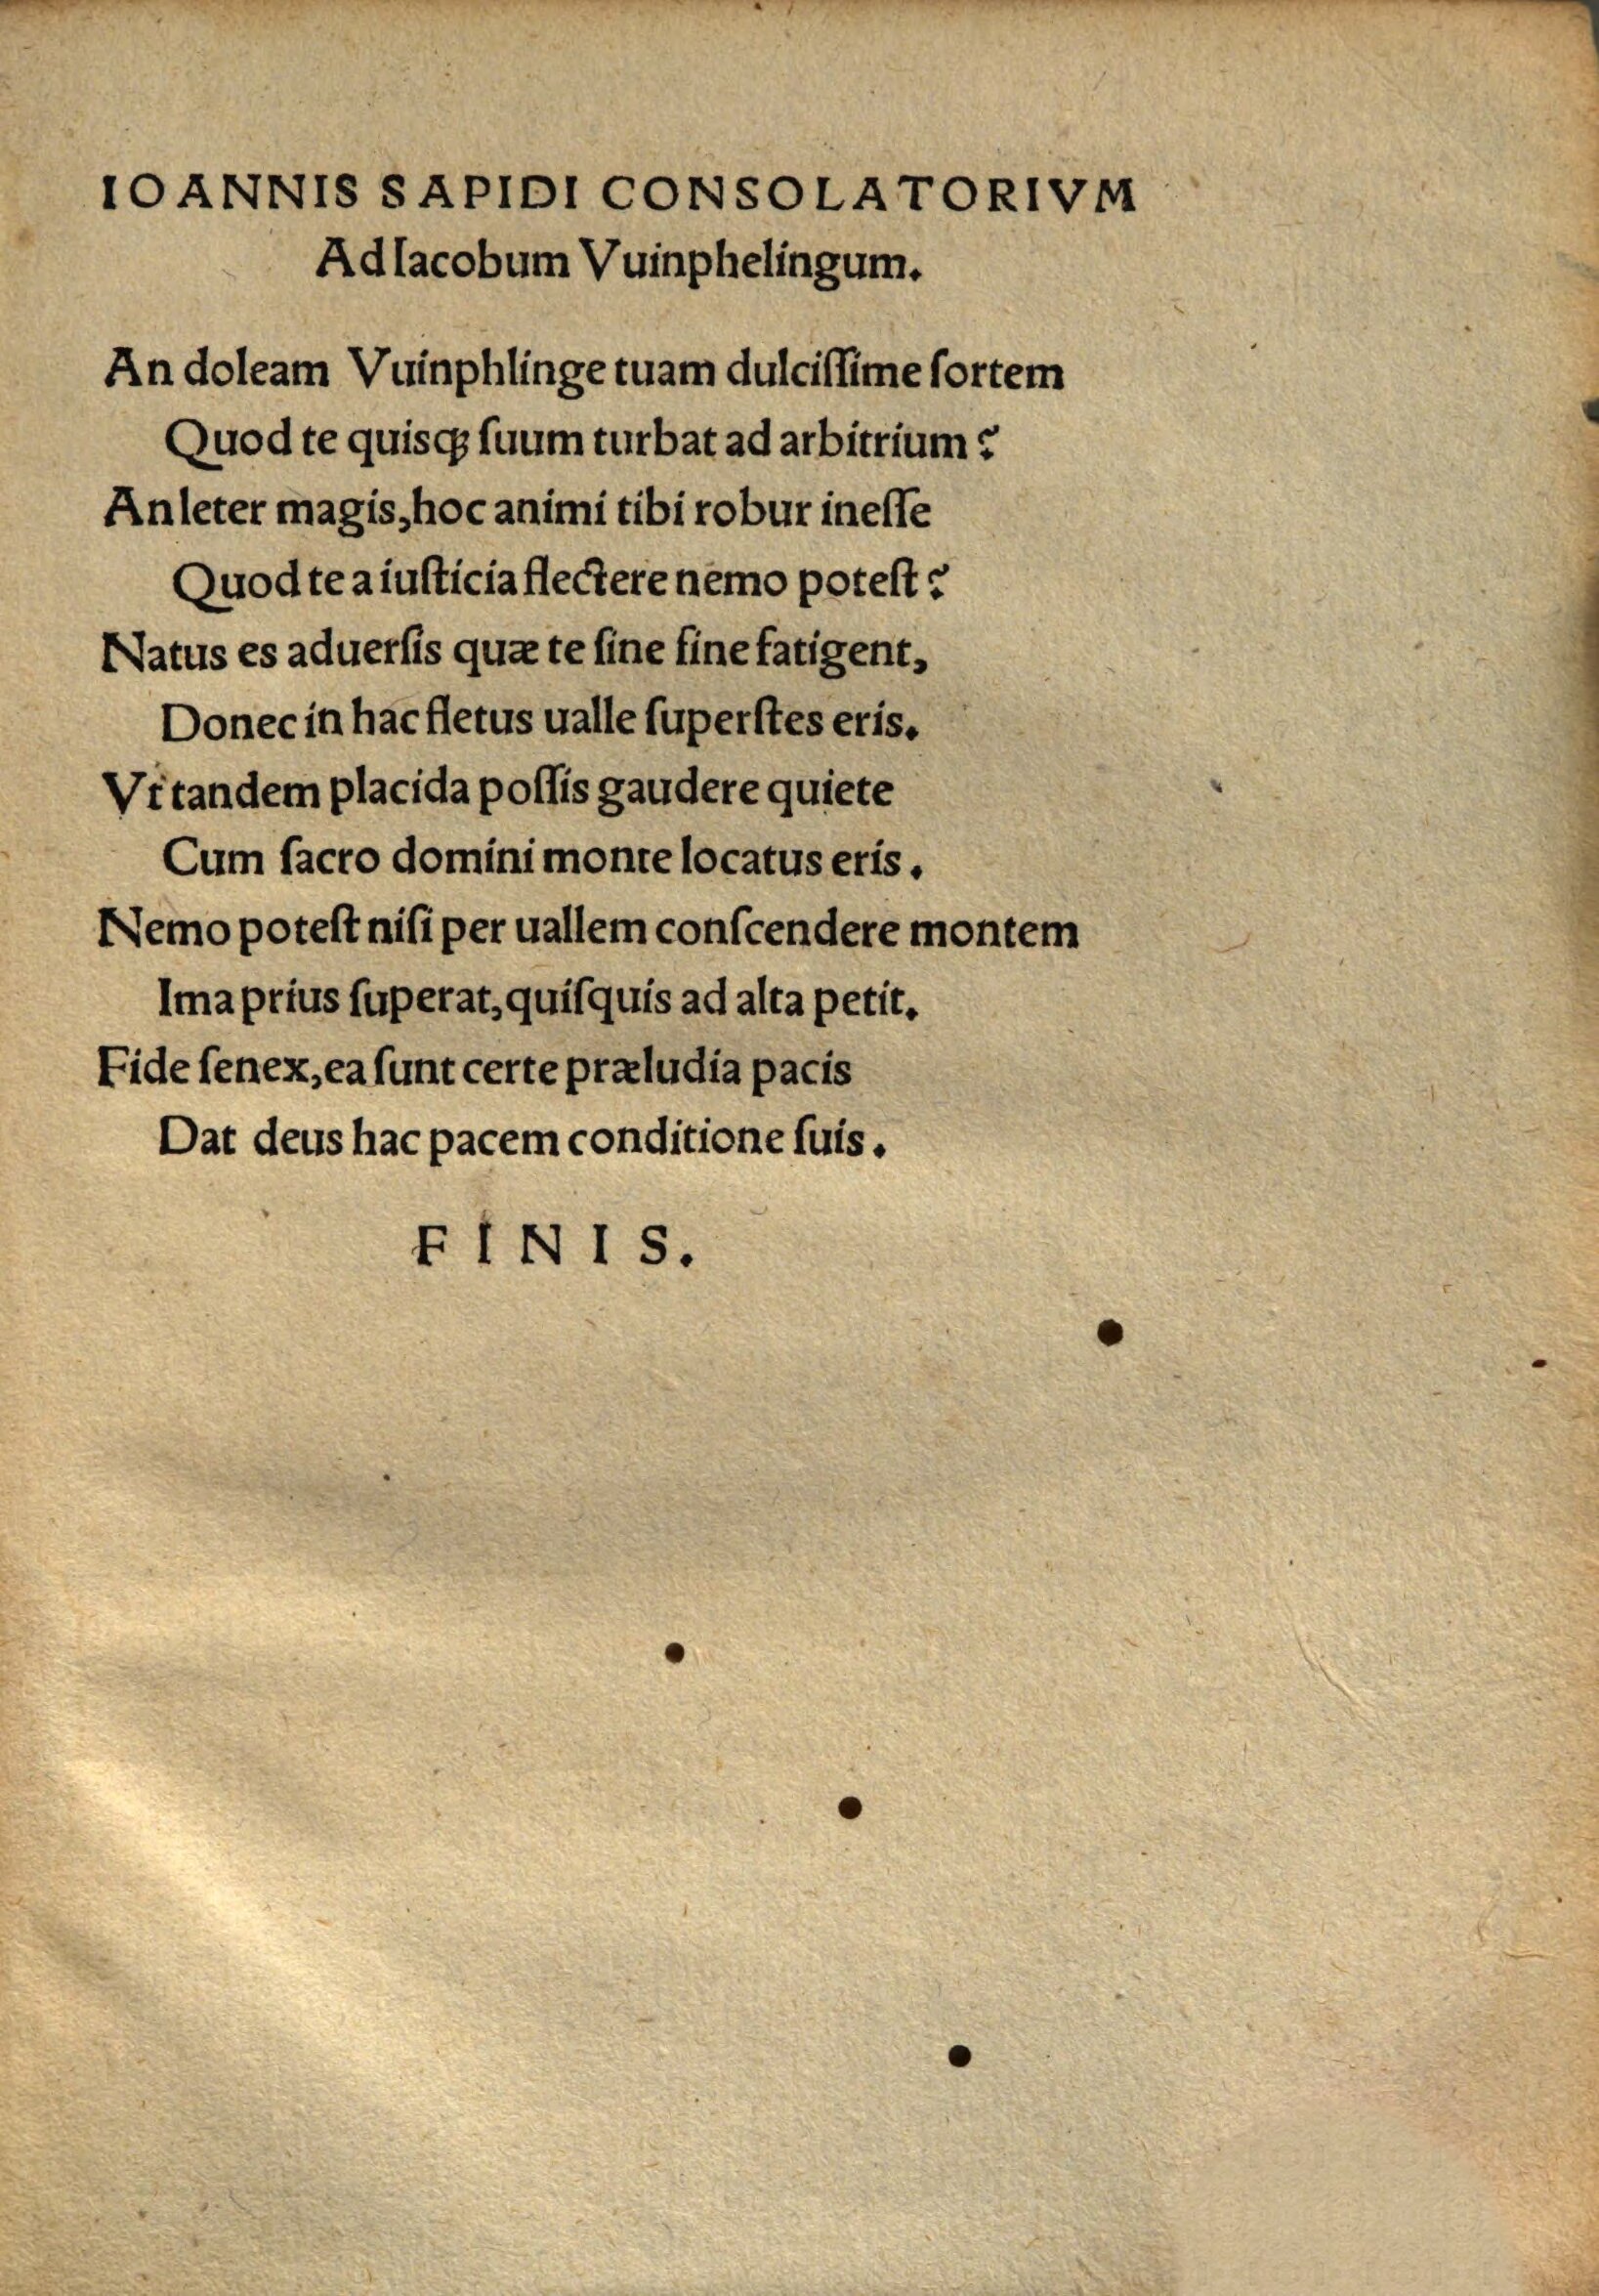 IOANNIS SAPIDI CONSOLATORIVM
Ad Iacobum Vuinphelingum.
An doleam Vuinphlinge tuam dulciſſime ſortem
Quod te quisqꝫ ſuum turbat ad arbitrium?
An leter magis, hoc animi tibi robur ineſſe
Quod te a iuſticia flectere nemo poteſt?
Natus es aduerſis quæ te ſine fine fatigent,
Donec in hac fletus ualle ſuperſtes eris.
Vt tandem placida poſſis gaudere quiete
Cum ſacro domini monte locatus eris.
Nemo poteſt niſi per uallem conſcendere montem
Ima prius ſuperat, quiſquis ad alta petit.
Fide ſenex, ea ſunt certe præludia pacis
Dat deus hac pacem conditione ſuis.
FINIS.